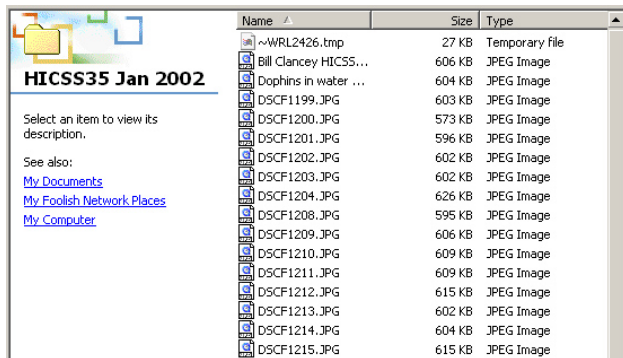 HICSS35 Jan 2002
Select an item to view its
description.
See also:
My Documents
My Foolish Network Places
My Computer
Name Size Type
~WRL2426.tmp 27 KB Temporary file
Bill Clancey HICSS... 606 KB JPEG Image
Dophins in water ... 604 KB JPEG Image
DSCF1199.JPG 603 KB JPEG Image
DSCF1200.JPG 573 KB JPEG Image
DSCF1201.JPG 596 KB JPEG Image
DSCF1202.JPG 602 KB JPEG Image
DSCF1203.JPG 602 KB JPEG Image
DSCF1204.JPG 626 KB JPEG Image
DSCF1208.JPG 595 KB JPEG Image
DSCF1209.JPG 606 KB JPEG Image
DSCF1210.JPG 609 KB JPEG Image
DSCF1211.JPG 609 KB JPEG Image
DSCF1212.JPG 615 KB JPEG Image
DSCF1213.JPG 602 KB JPEG Image
DSCF1214.JPG 604 KB JPEG Image
DSCF1215.JPG 615 KB JPEG Image